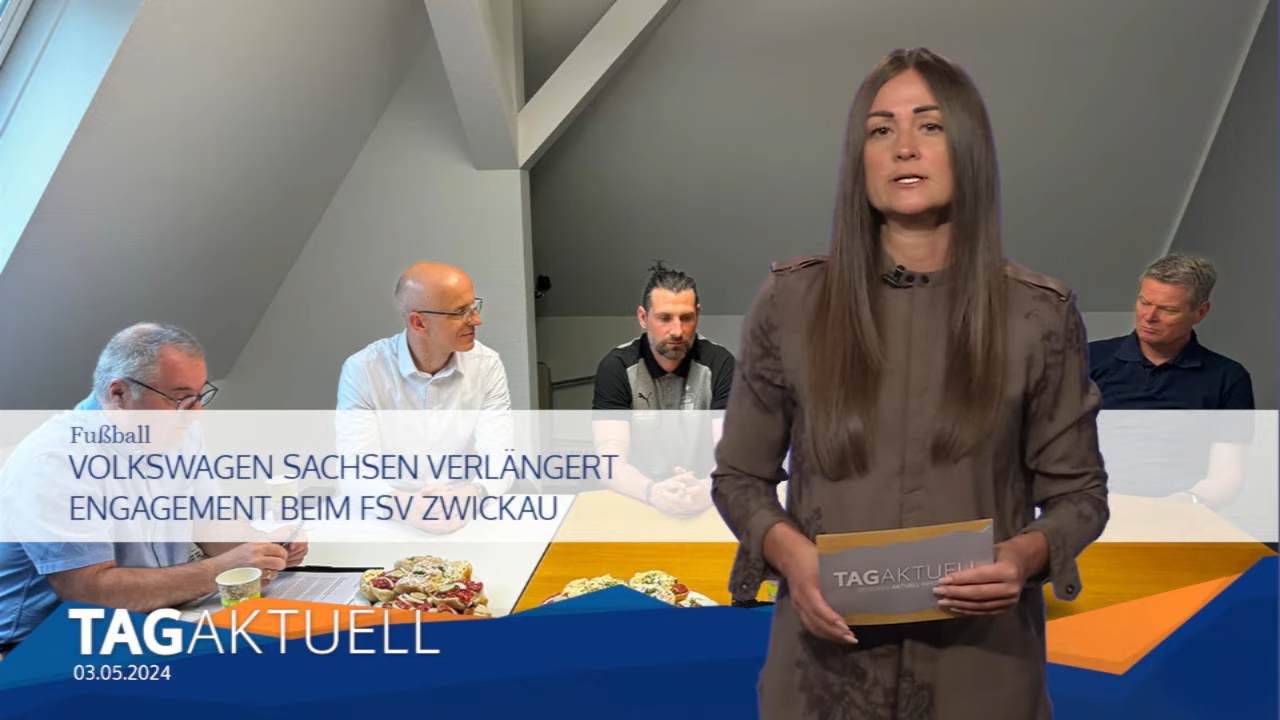 Fußball
VOLKSWAGEN SACHSEN VERLÄNGERT
ENGAGEMENT BEIM FSV ZWICKAU
TAGAKTUELL
TAGAKTUELL
03.05.2024